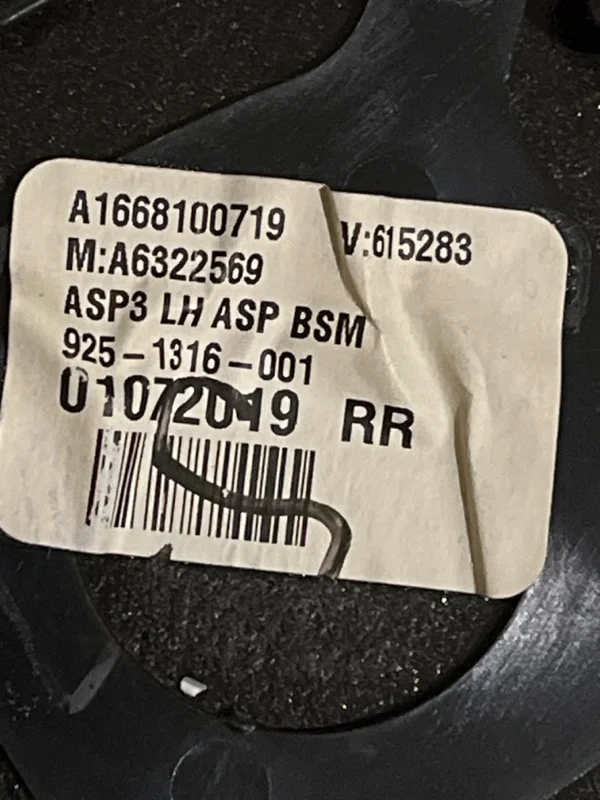 A1668100719 V:615283
M:A6322569
ASP3 LH ASP BSM
925-1316-001
01072019 RR